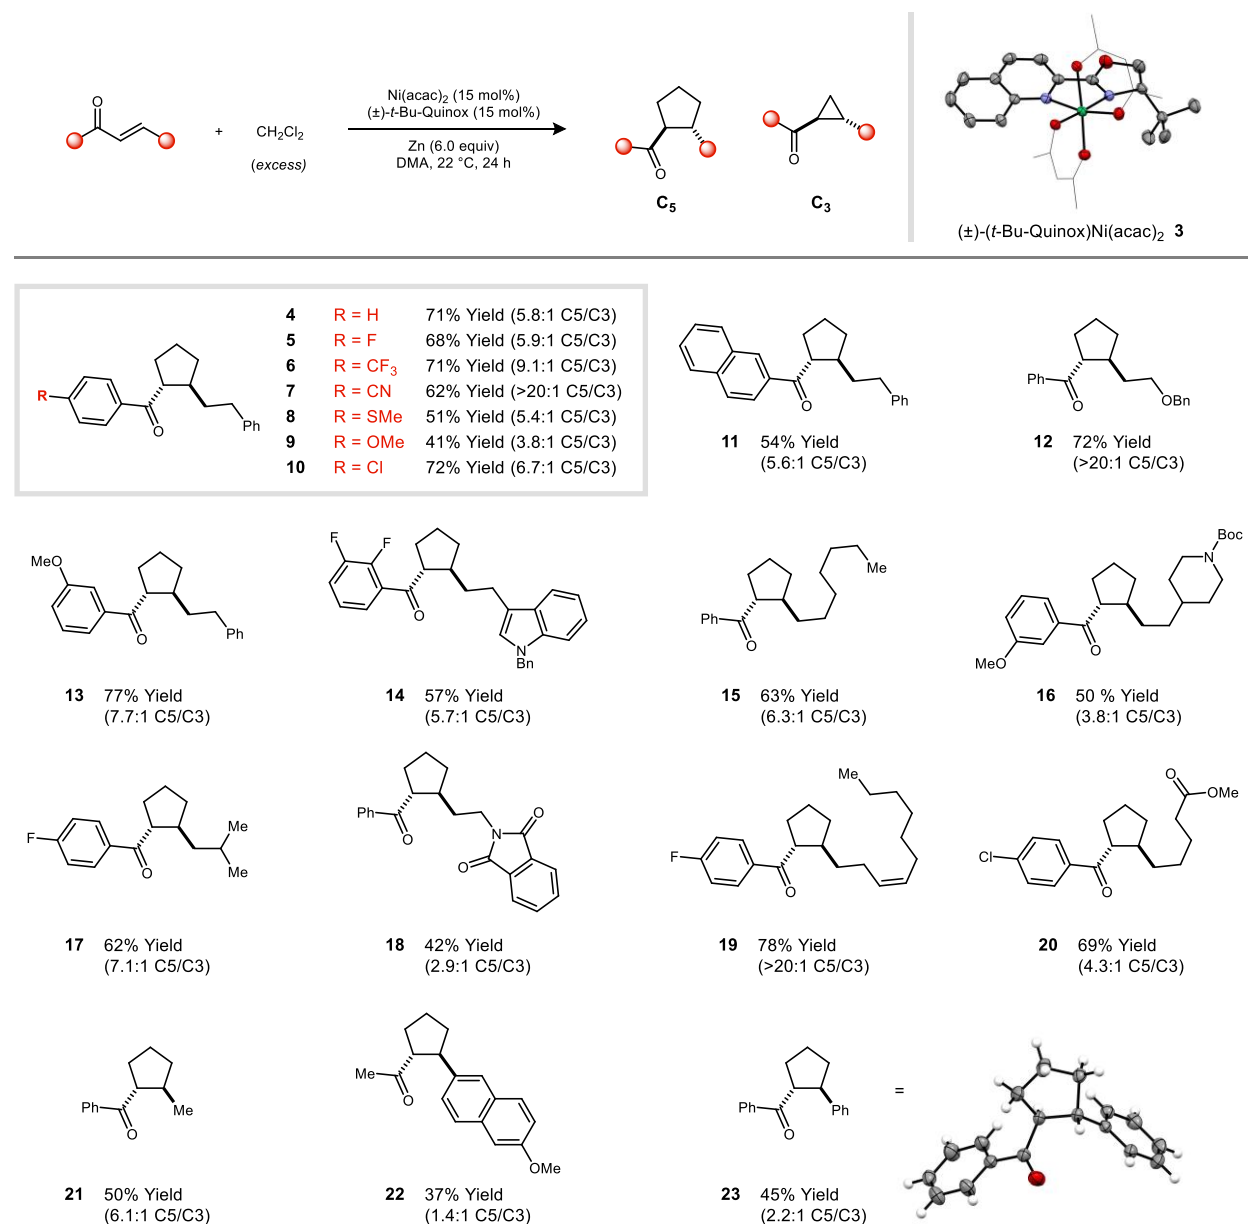 O
+
CH2Cl2
(excess)
Ni(acac)2 (15 mol%)
(±)-t-Bu-Quinox (15 mol%)
Zn (6.0 equiv)
DMA, 22 °C, 24 h
O
C5
O
C3
(±)-(t-Bu-Quinox)Ni(acac)2 3
R
O
Ph
4 R = H 71% Yield (5.8:1 C5/C3)
5 R = F 68% Yield (5.9:1 C5/C3)
6 R = CF3 71% Yield (9.1:1 C5/C3)
7 R = CN 62% Yield (>20:1 C5/C3)
8 R = SMe 51% Yield (5.4:1 C5/C3)
9 R = OMe 41% Yield (3.8:1 C5/C3)
10 R = Cl 72% Yield (6.7:1 C5/C3)
O
Ph
11 54% Yield
(5.6:1 C5/C3)
Ph
O
OBn
12 72% Yield
(>20:1 C5/C3)
MeO
O
Ph
13 77% Yield
(7.7:1 C5/C3)
F
F
O
N
Bn
14 57% Yield
(5.7:1 C5/C3)
Me
Ph
O
15 63% Yield
(6.3:1 C5/C3)
Boc
N
O
MeO
16 50 % Yield
(3.8:1 C5/C3)
F
O
Me
Me
17 62% Yield
(7.1:1 C5/C3)
Ph
O
O
N
O
18 42% Yield
(2.9:1 C5/C3)
Me
F
O
19 78% Yield
(>20:1 C5/C3)
O
OMe
Cl
O
20 69% Yield
(4.3:1 C5/C3)
Ph
O
Me
21 50% Yield
(6.1:1 C5/C3)
Me
O
OMe
22 37% Yield
(1.4:1 C5/C3)
Ph
O
Ph
=
23 45% Yield
(2.2:1 C5/C3)